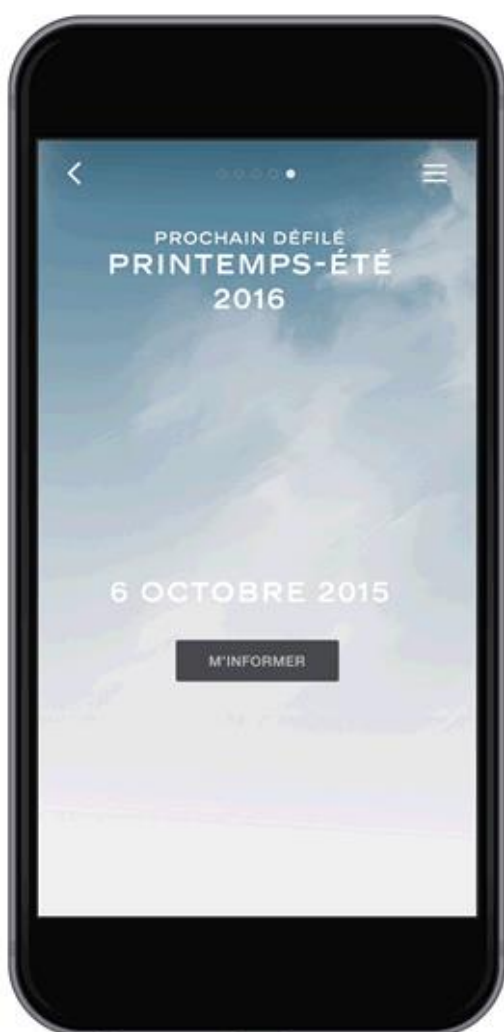 PROCHAIN DÉFILÉ
PRINTEMPS-ÉTÉ
2016
6 OCTOBRE 2015
M'INFORMER